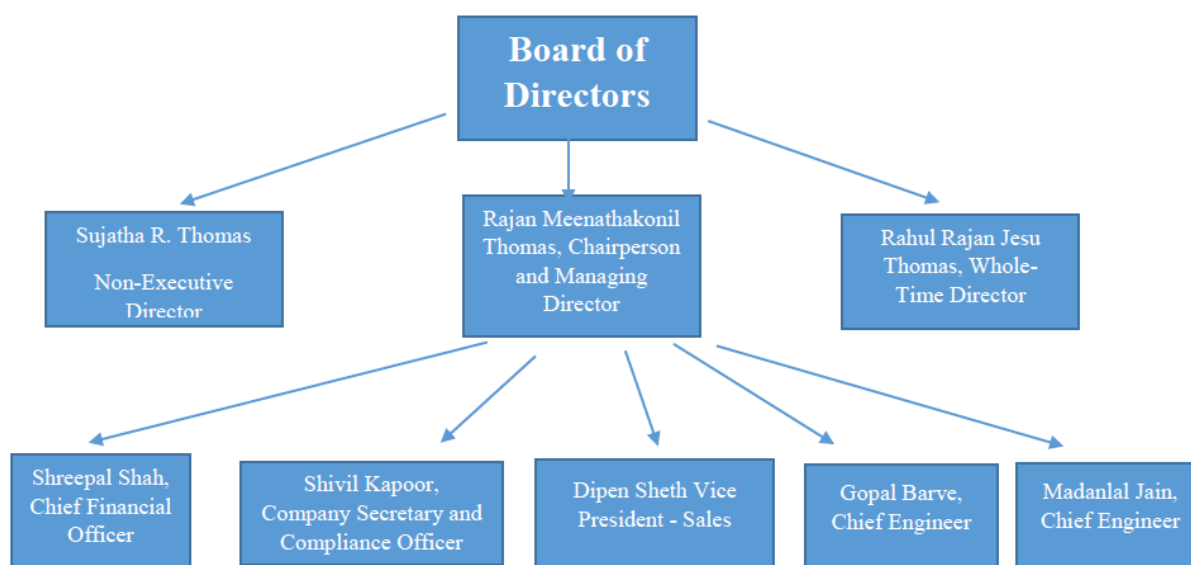 Board of
Directors
Sujatha R. Thomas
Non-Executive
Director
Rajan Meenathakonil
Thomas, Chairperson
and Managing
Director
Rahul Rajan Jesu
Thomas, Whole-
Time Director
Shreepal Shah,
Chief Financial
Officer
Shivil Kapoor,
Company Secretary and
Compliance Officer
Dipen Sheth Vice
President - Sales
Gopal Barve,
Chief Engineer
Madanlal Jain,
Chief Engineer